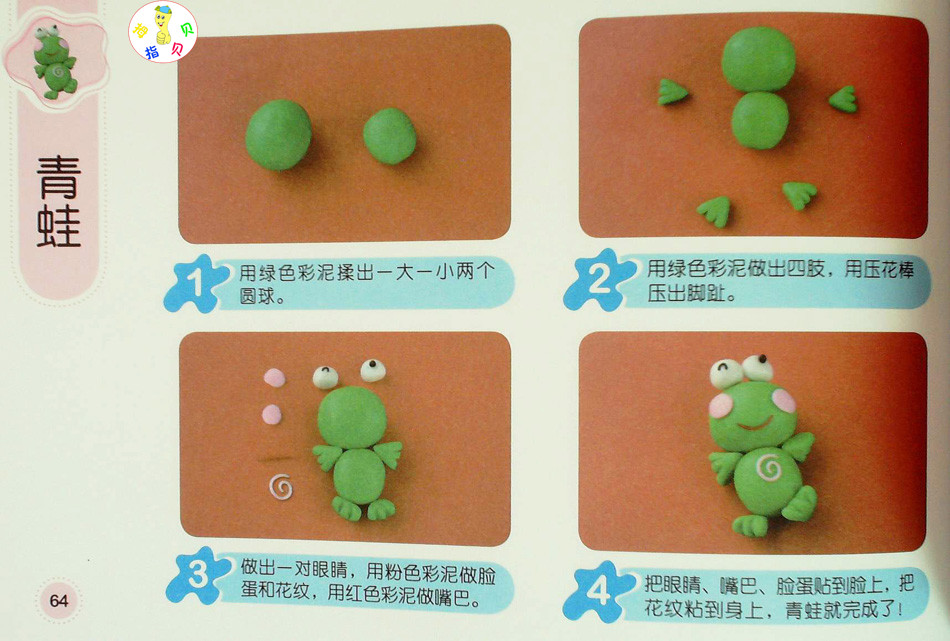 指贝贝
青蛙
1
用绿色彩泥揉出一大一小两个
圆球。
2
用绿色彩泥做出四肢，用压花棒
压出脚趾。
3
做出一对眼睛，用粉色彩泥做脸
蛋和花纹，用红色彩泥做嘴巴。
4
把眼睛、嘴巴、脸蛋贴到脸上，把
花纹粘到身上，青蛙就完成了！
64